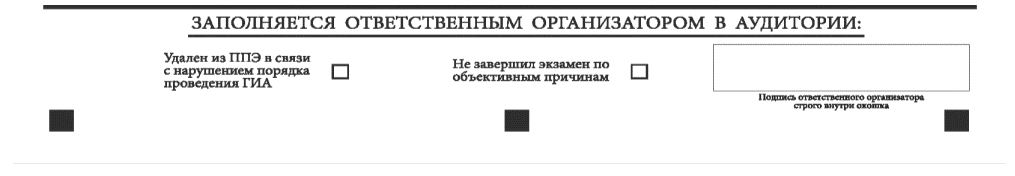 ЗАПОЛНЯЕТСЯ ОТВЕТСТВЕННЫМ ОРГАНИЗАТОРОМ В АУДИТОРИИ:
Удален из ППЭ в связи
с нарушением порядка
проведения ГИА
Не завершил экзамен по
объективным причинам
Подпись ответственного организатора
строго внутри окошка